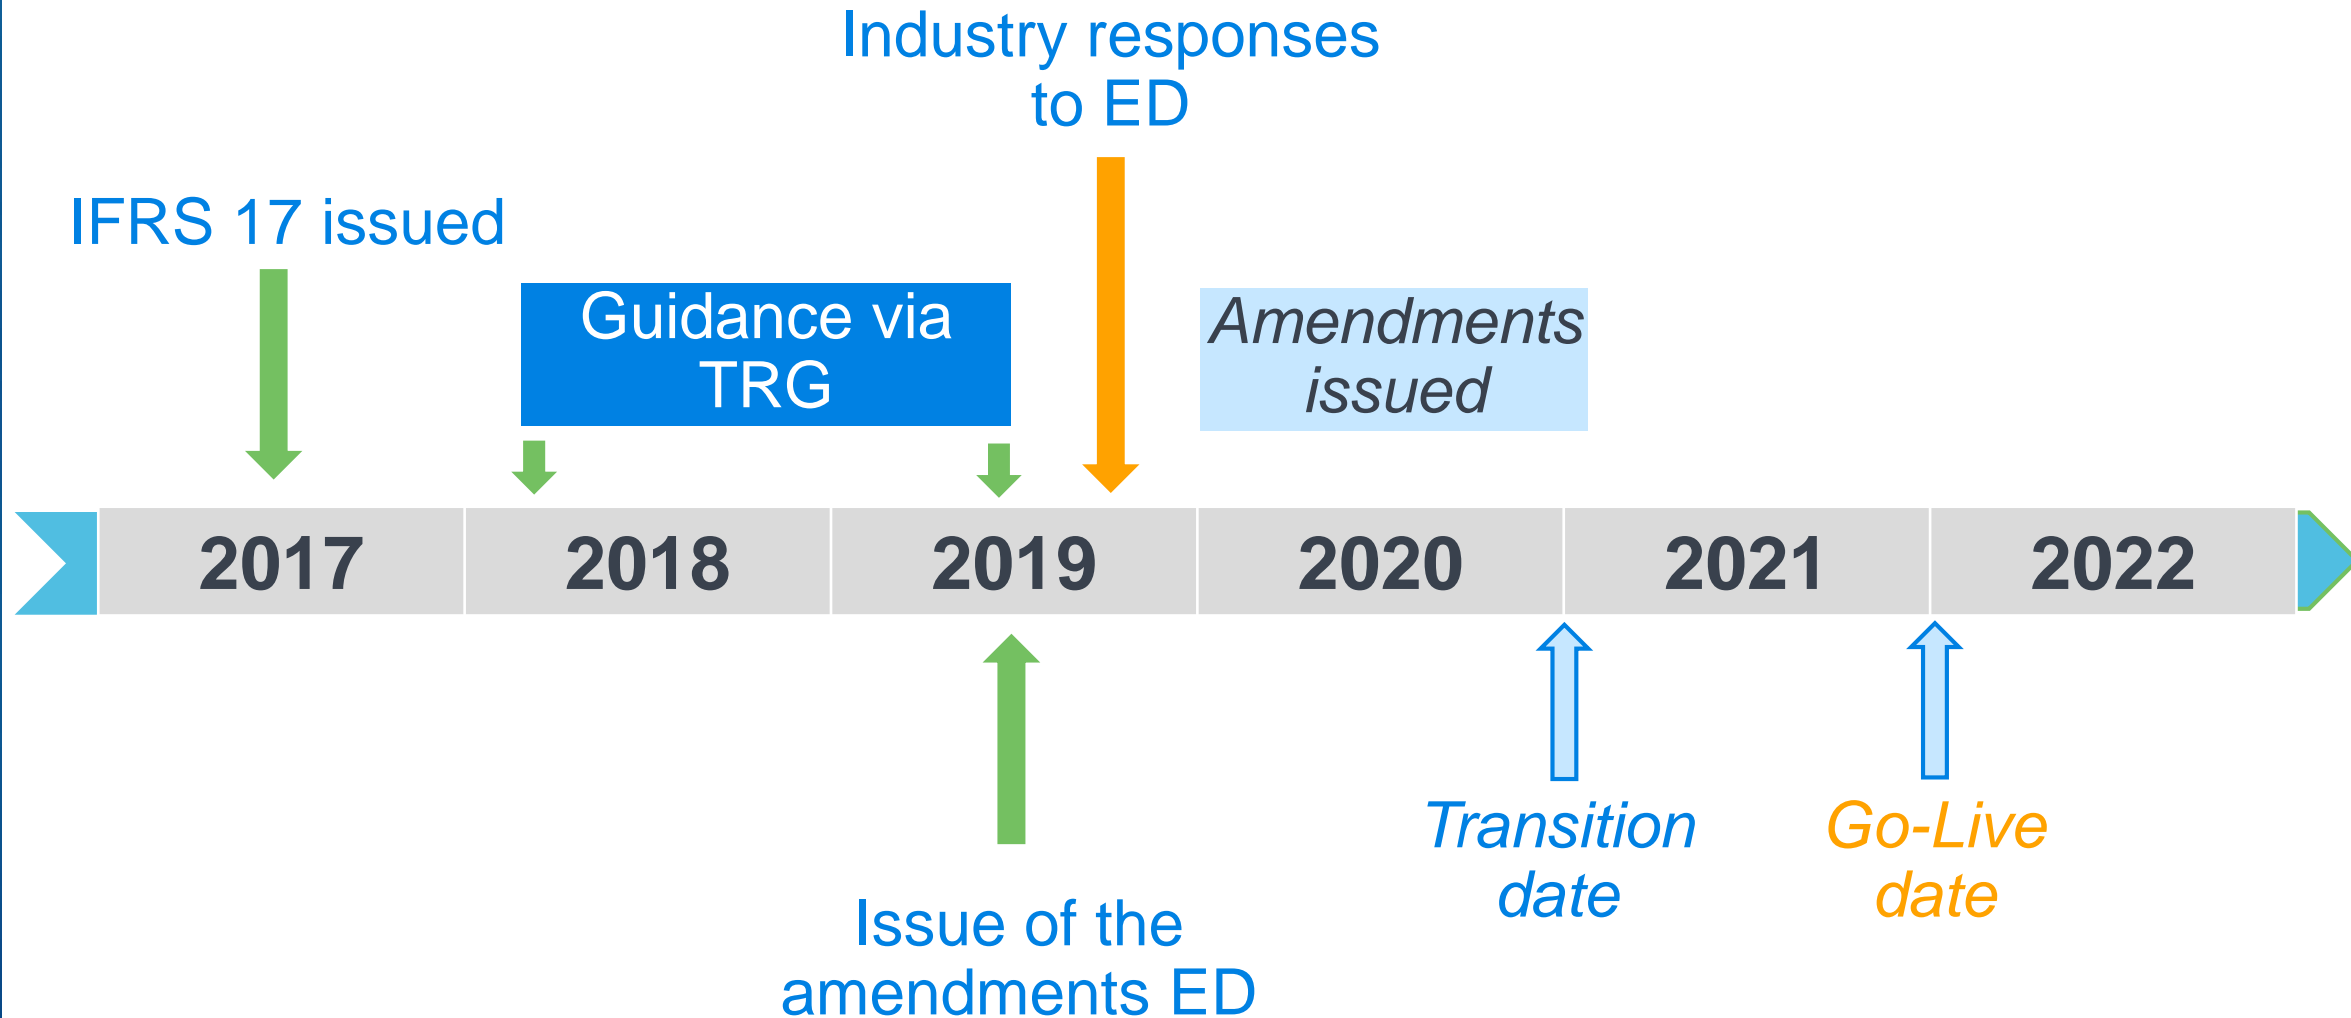 Industry responses
to ED
IFRS 17 issued
Guidance via
TRG
Amendments
issued
2017
2018
2019
2020
2021
2022
Transition
date
Go-Live
date
Issue of the
amendments ED